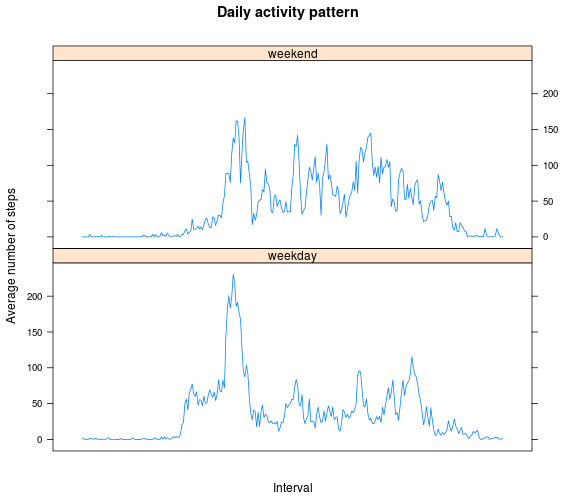 Daily activity pattern
weekend
200
150
100
50
0
Average number of steps
weekday
200
150
100
50
0
Interval